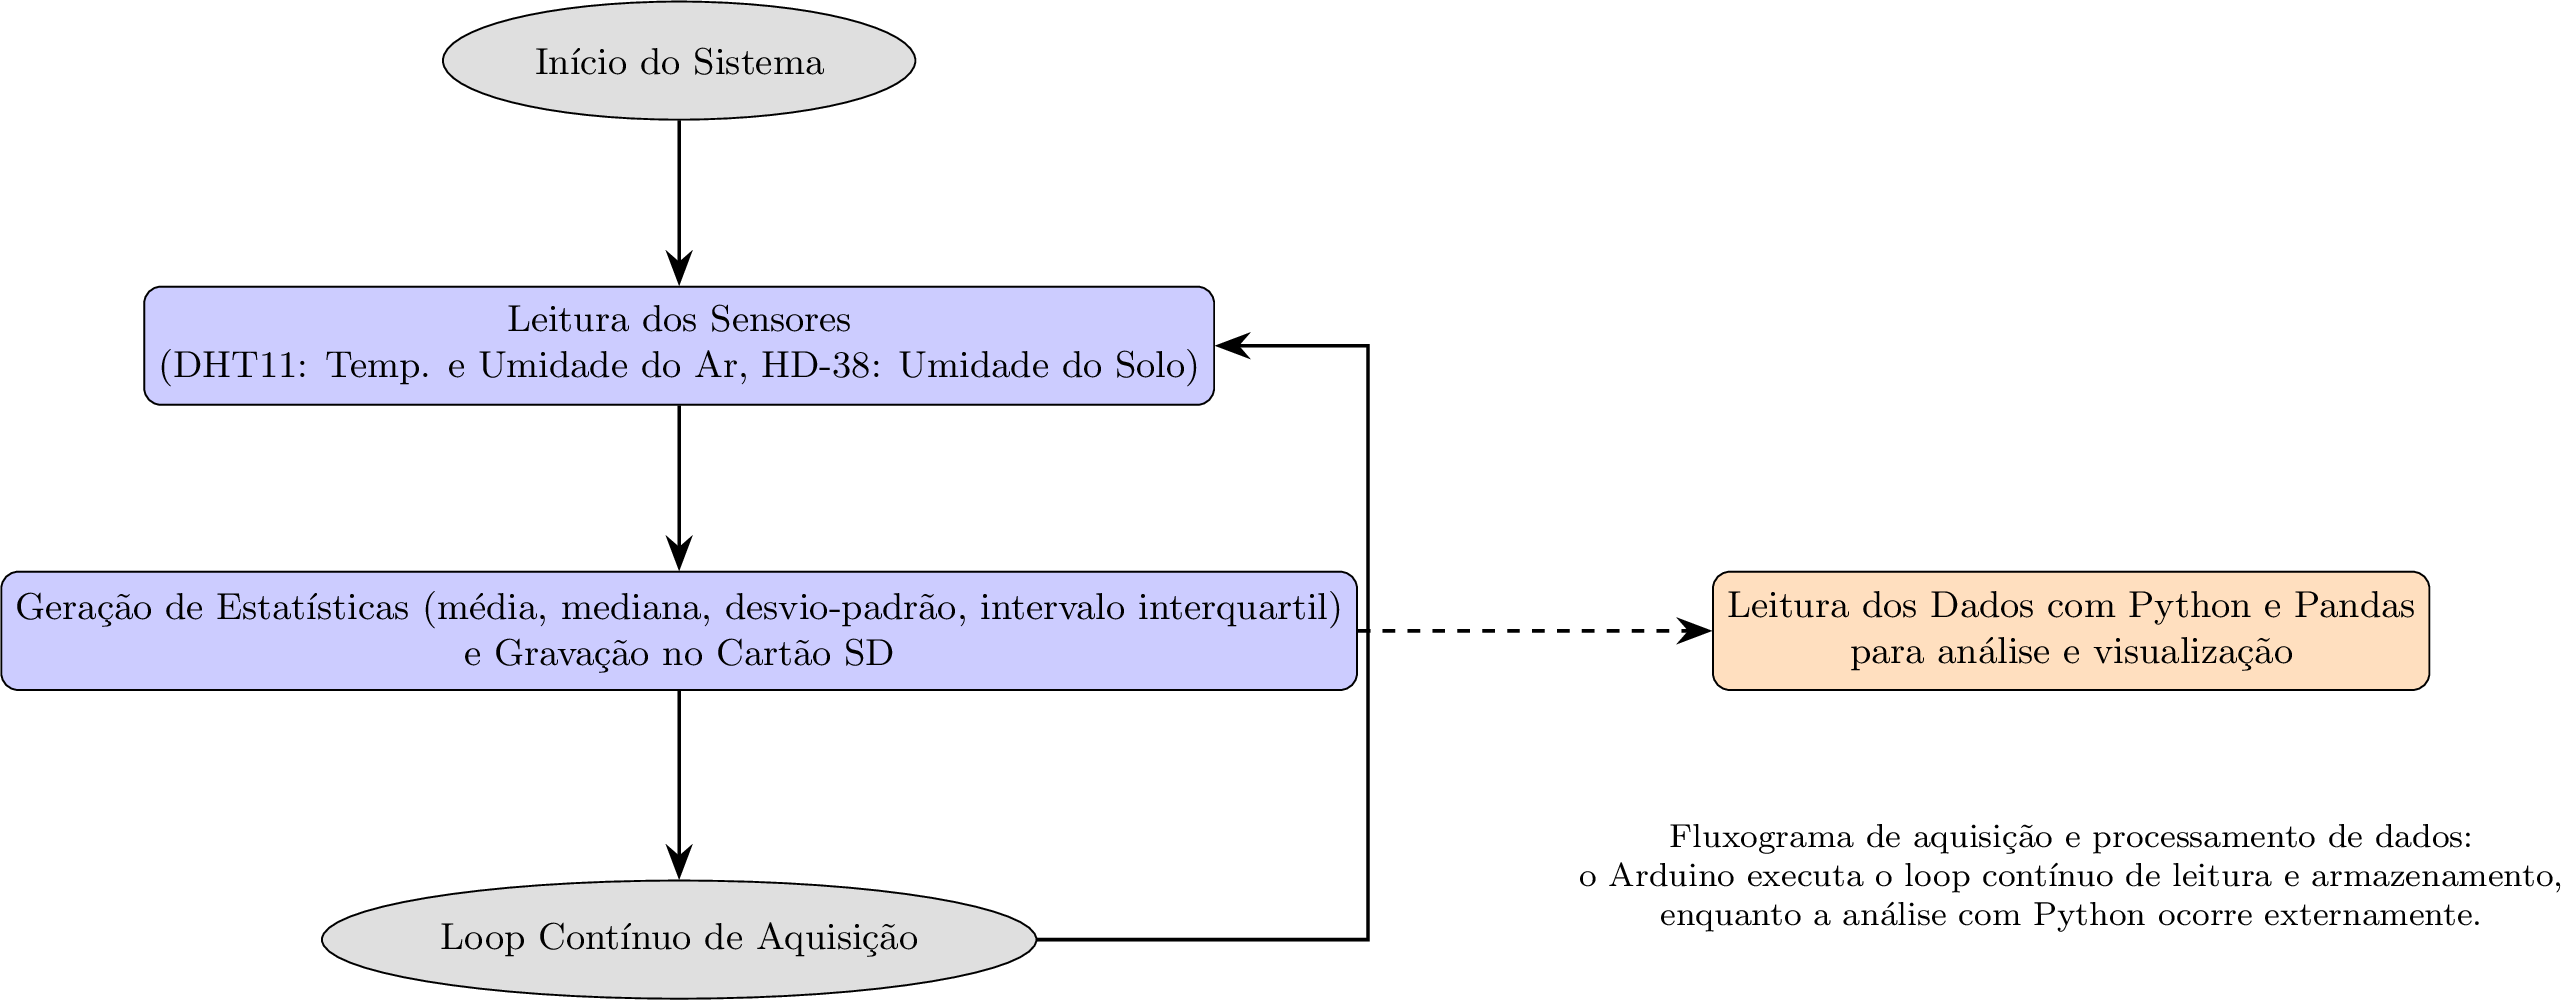 Início do Sistema
Leitura dos Sensores
(DHT11: Temp. e Umidade do Ar, HD-38: Umidade do Solo)
Geração de Estatísticas (média, mediana, desvio-padrão, intervalo interquartil)
e Gravação no Cartão SD
Leitura dos Dados com Python e Pandas
para análise e visualização
Loop Contínuo de Aquisição
Fluxograma de aquisição e processamento de dados:
o Arduino executa o loop contínuo de leitura e armazenamento,
enquanto a análise com Python ocorre externamente.